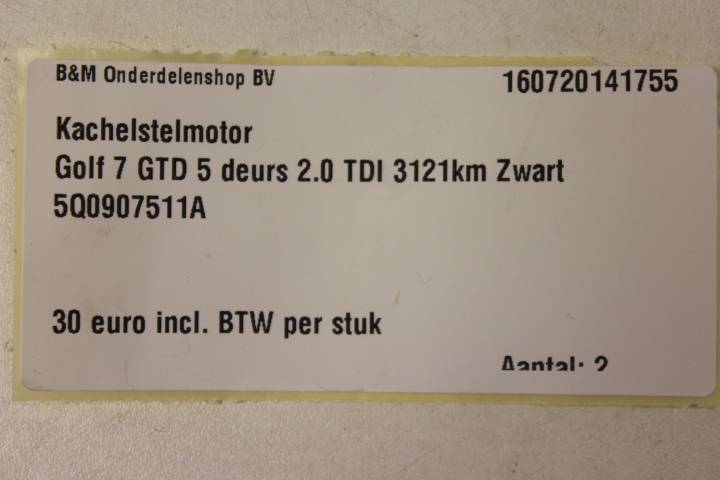 B&M Onderdelenshop BV 160720141755
Kachelstelmotor
Golf 7 GTD 5 deurs 2.0 TDI 3121km Zwart
5Q0907511A
30 euro incl. BTW per stuk
Aantal: 2